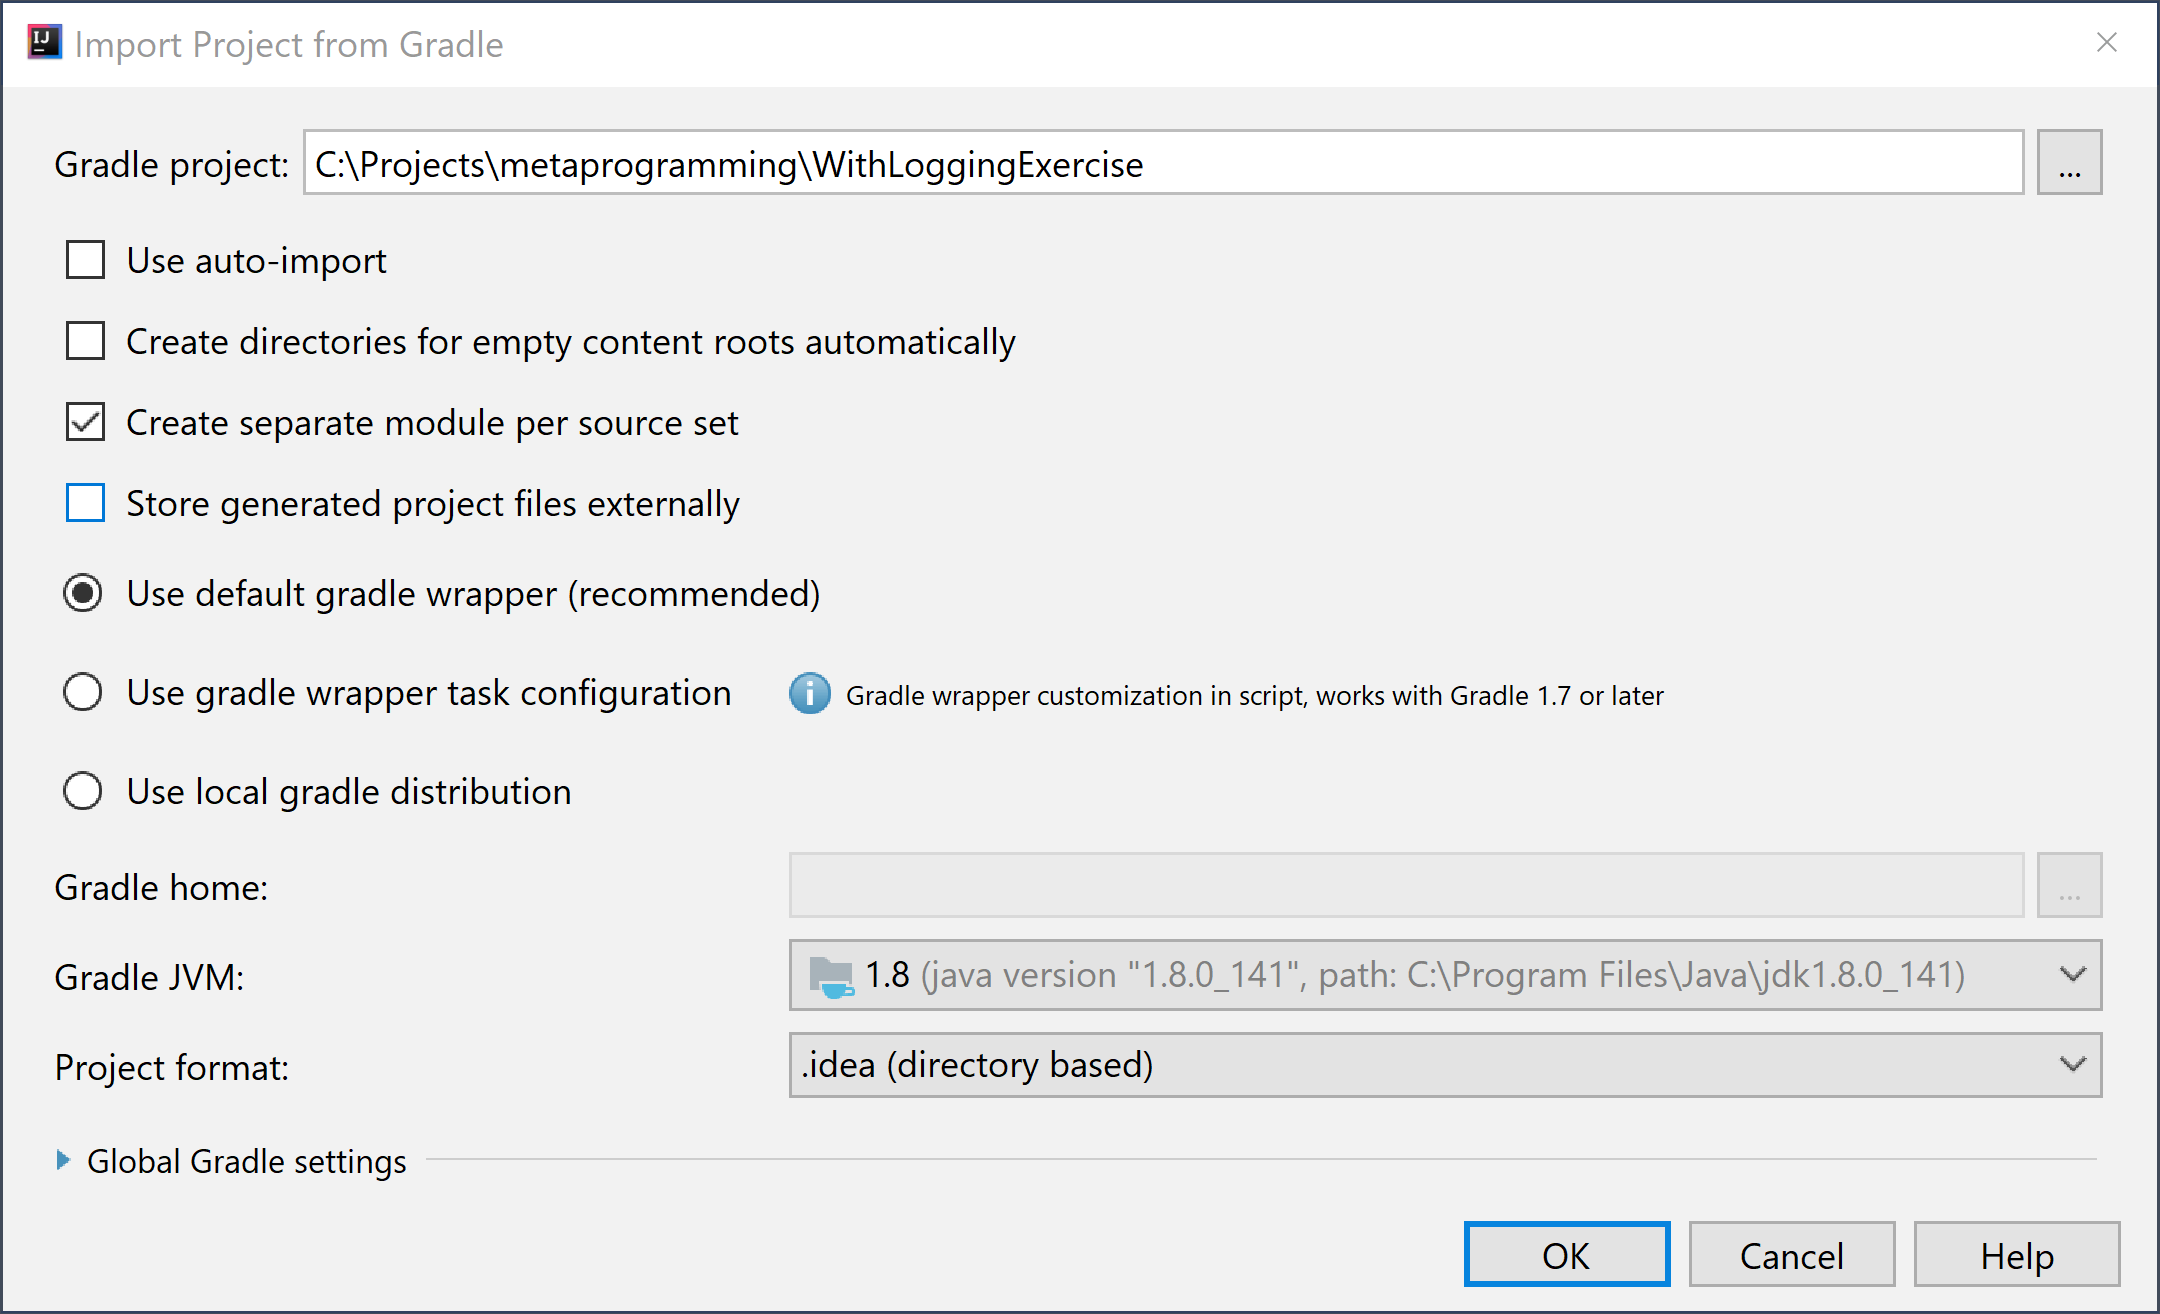 IJ
Import Project from Gradle
Gradle project: C:\Projects\metaprogramming\WithLoggingExercise ...
Use auto-import
Create directories for empty content roots automatically
Create separate module per source set
Store generated project files externally
Use default gradle wrapper (recommended)
Use gradle wrapper task configuration Gradle wrapper customization in script, works with Gradle 1.7 or later
Use local gradle distribution
Gradle home: ...
Gradle JVM: 1.8 (java version "1.8.0_141", path: C:\Program Files\Java\jdk1.8.0_141)
Project format: .idea (directory based)
Global Gradle settings
OK Cancel Help